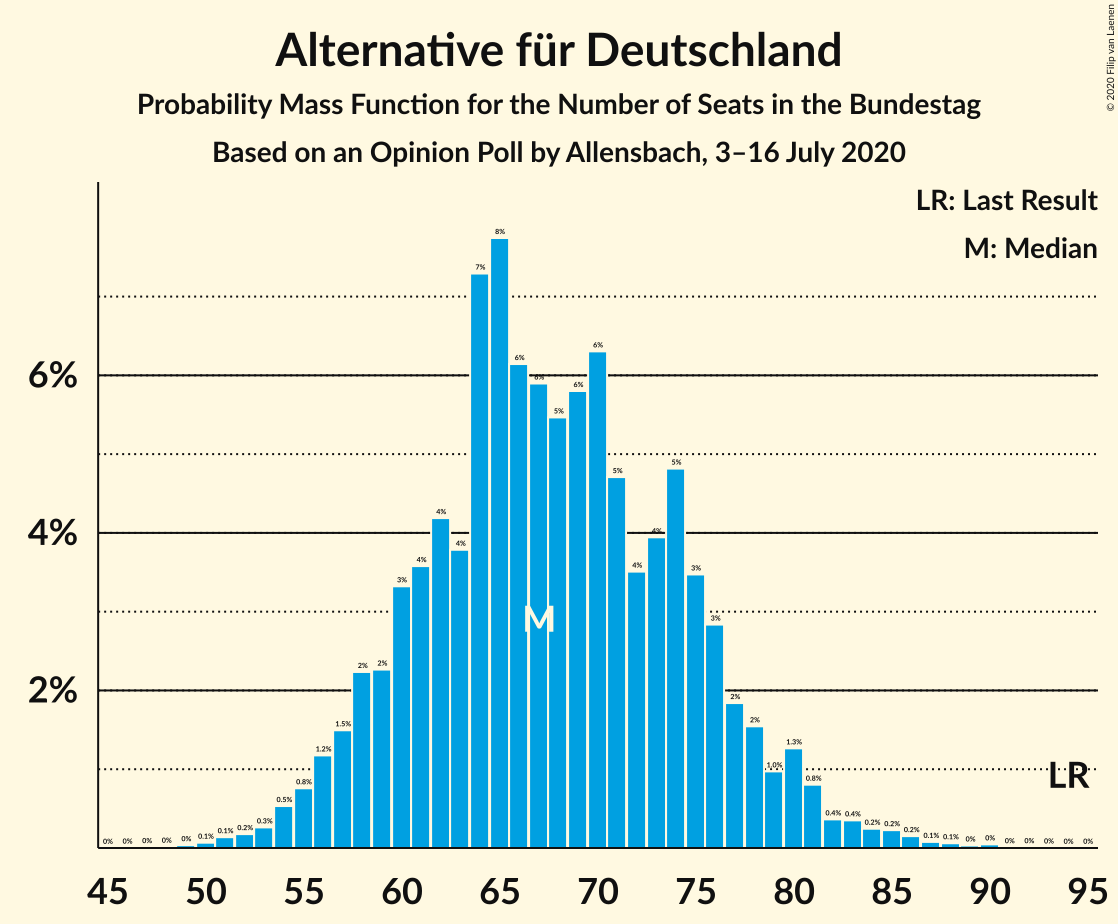 Alternative für Deutschland
Probability Mass Function for the Number of Seats in the Bundestag
Based on an Opinion Poll by Allensbach, 3–16 July 2020
© 2020 Filip van Laenen
LR: Last Result
M: Median
6%
4%
2%
0% 0% 0% 0% 0% 0.1% 0.1% 0.2% 0.3% 0.5% 0.8% 1.2% 1.5% 2% 2% 3% 4% 4% 4% 7% 8% 6% 6% 5% 6% 6% 5% 4% 4% 5% 3% 3% 2% 2% 1.0% 1.3% 0.8% 0.4% 0.4% 0.2% 0.2% 0.2% 0.1% 0.1% 0% 0% 0% 0% 0% 0% 0%
M
LR
45 50 55 60 65 70 75 80 85 90 95